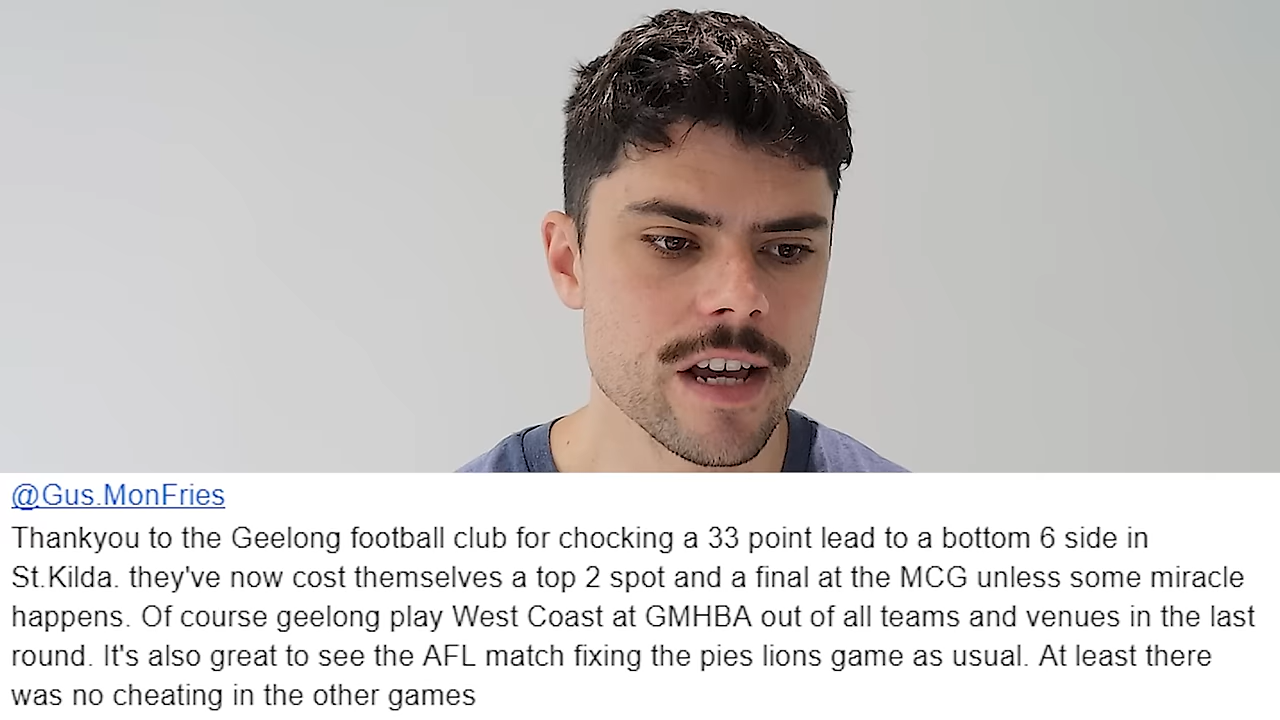 @Gus.MonFries
Thankyou to the Geelong football club for chocking a 33 point lead to a bottom 6 side in
St.Kilda. they've now cost themselves a top 2 spot and a final at the MCG unless some miracle
happens. Of course geelong play West Coast at GMHBA out of all teams and venues in the last
round. It's also great to see the AFL match fixing the pies lions game as usual. At least there
was no cheating in the other games